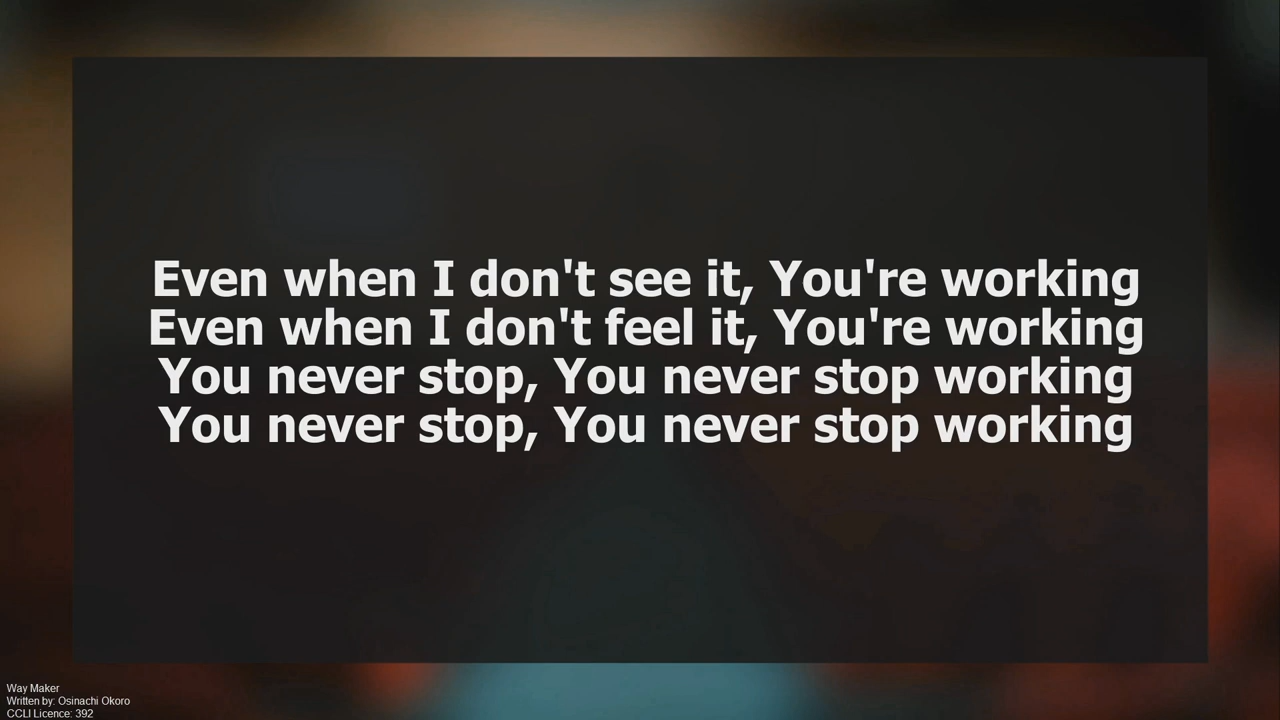 Even when I don't see it, You're working
Even when I don't feel it, You're working
You never stop, You never stop working
You never stop, You never stop working
Way Maker
Written by: Osinachi Okoro
CCLI Licence: 392